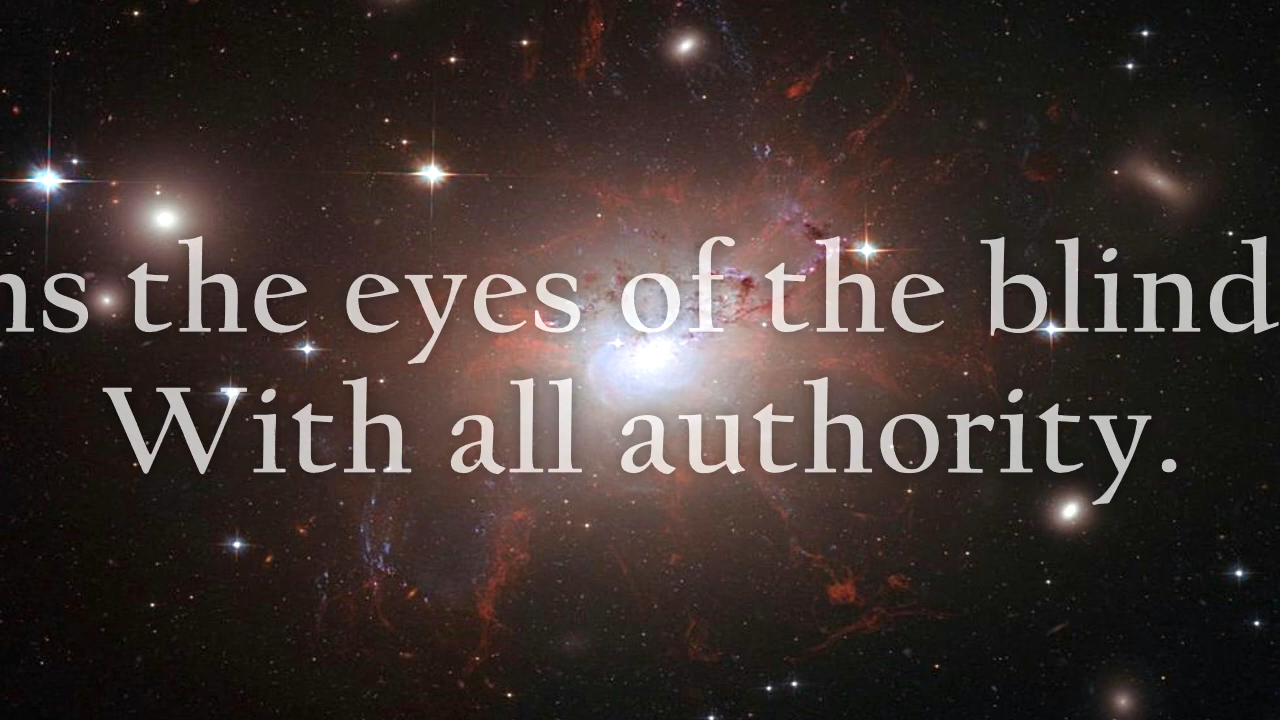 ns the eyes of the blind
With all authority.